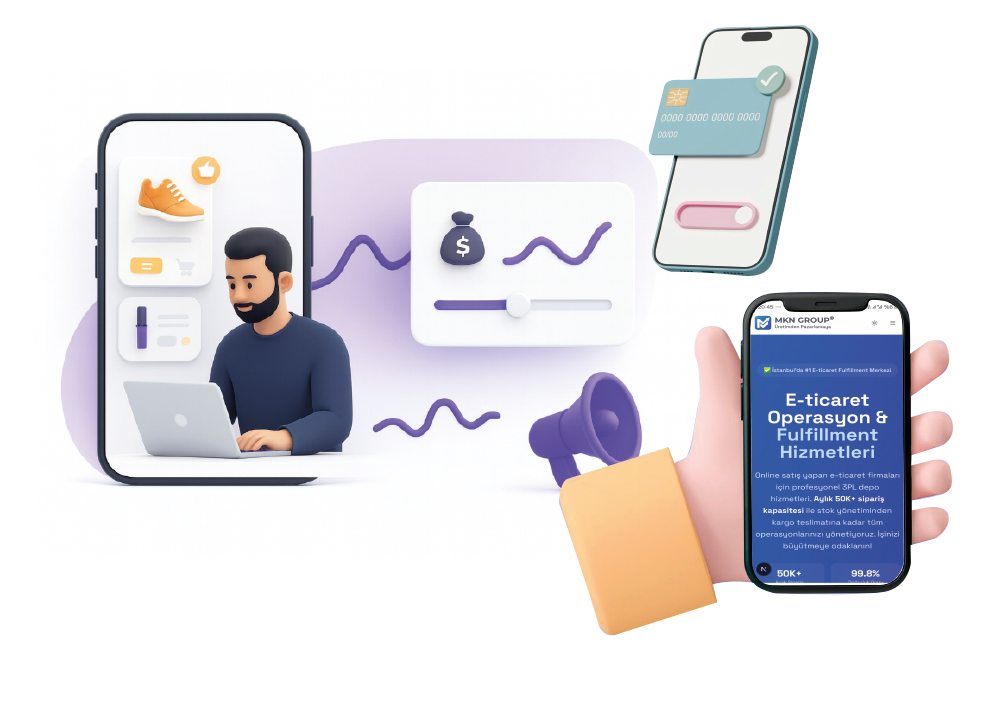 0000 0000 0000 0000
00/00
$
MKN GROUP®
Üretimden Pazarlamaya
✅ İstanbul'da #1 E-ticaret Fulfillment Merkezi
E-ticaret
Operasyon &
Fulfillment
Hizmetleri
Online satış yapan e-ticaret firmaları
için profesyonel 3PL depo
hizmetleri. Aylık 50K+ sipariş
kapasitesi ile stok yönetiminden
kargo teslimatına kadar tüm
operasyonlarınızı yönetiyoruz. İşinizi
büyütmeye odaklanın!
N
50K+ 99.8%